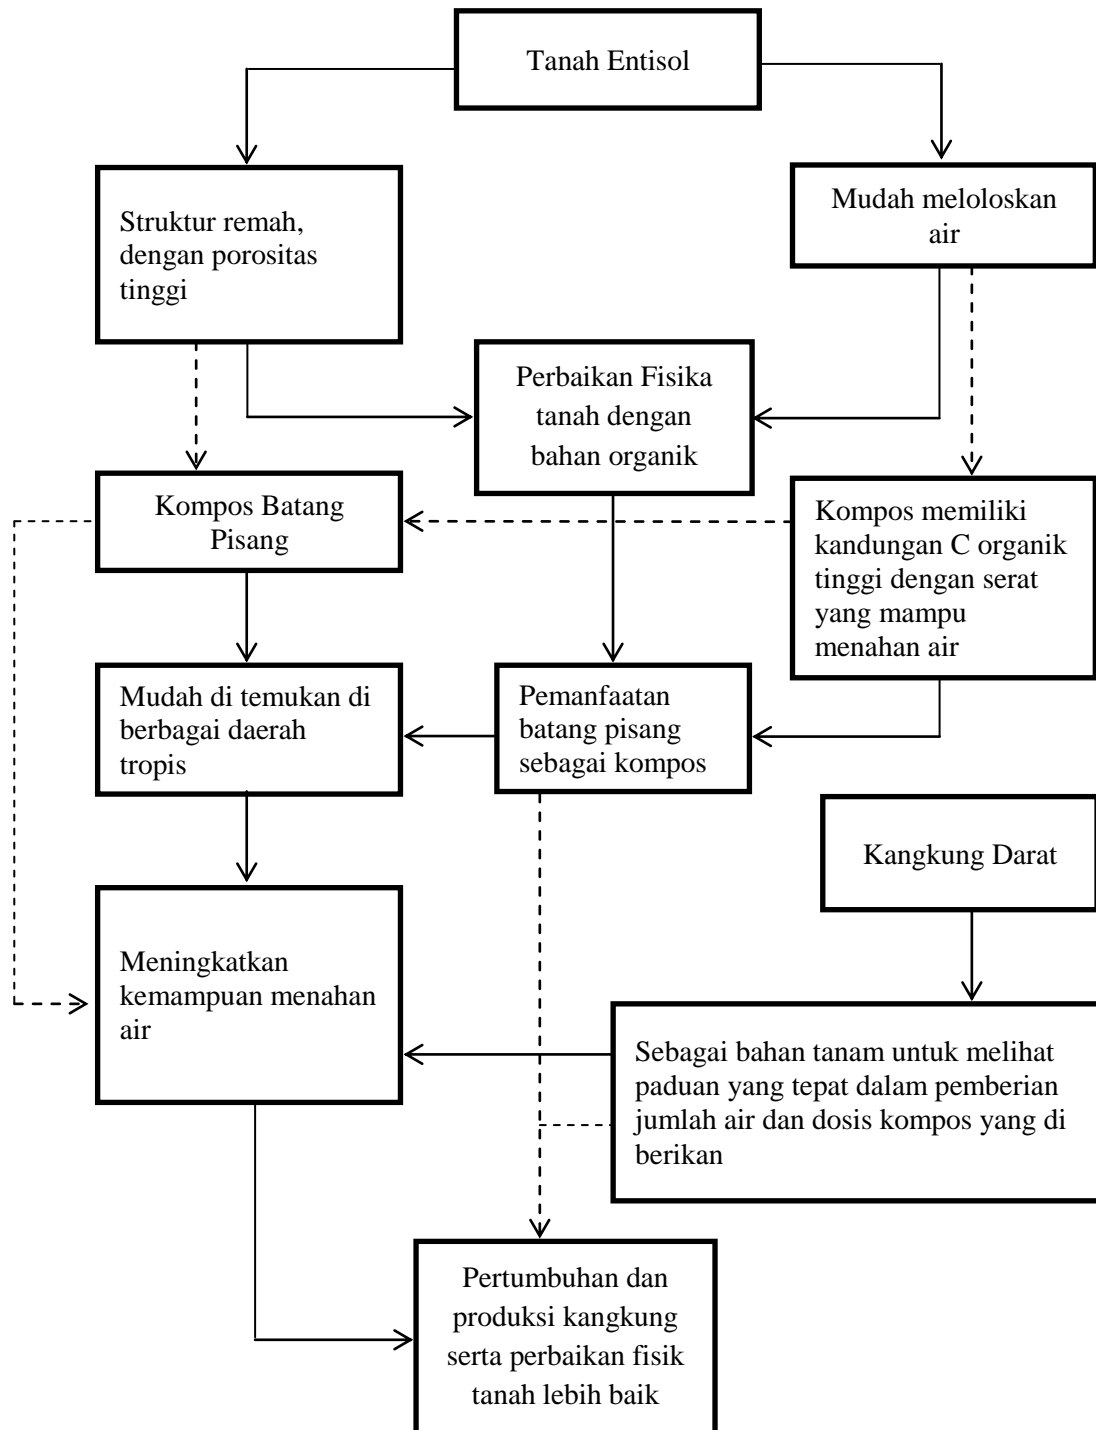 Tanah Entisol
Struktur remah,
dengan porositas
tinggi
Mudah meloloskan
air
Perbaikan Fisika
tanah dengan
bahan organik
Kompos Batang
Pisang
Kompos memiliki
kandungan C organik
tinggi dengan serat
yang mampu
menahan air
Mudah di temukan di
berbagai daerah
tropis
Pemanfaatan
batang pisang
sebagai kompos
Kangkung Darat
Meningkatkan
kemampuan menahan
air
Sebagai bahan tanam untuk melihat
paduan yang tepat dalam pemberian
jumlah air dan dosis kompos yang di
berikan
Pertumbuhan dan
produksi kangkung
serta perbaikan fisik
tanah lebih baik